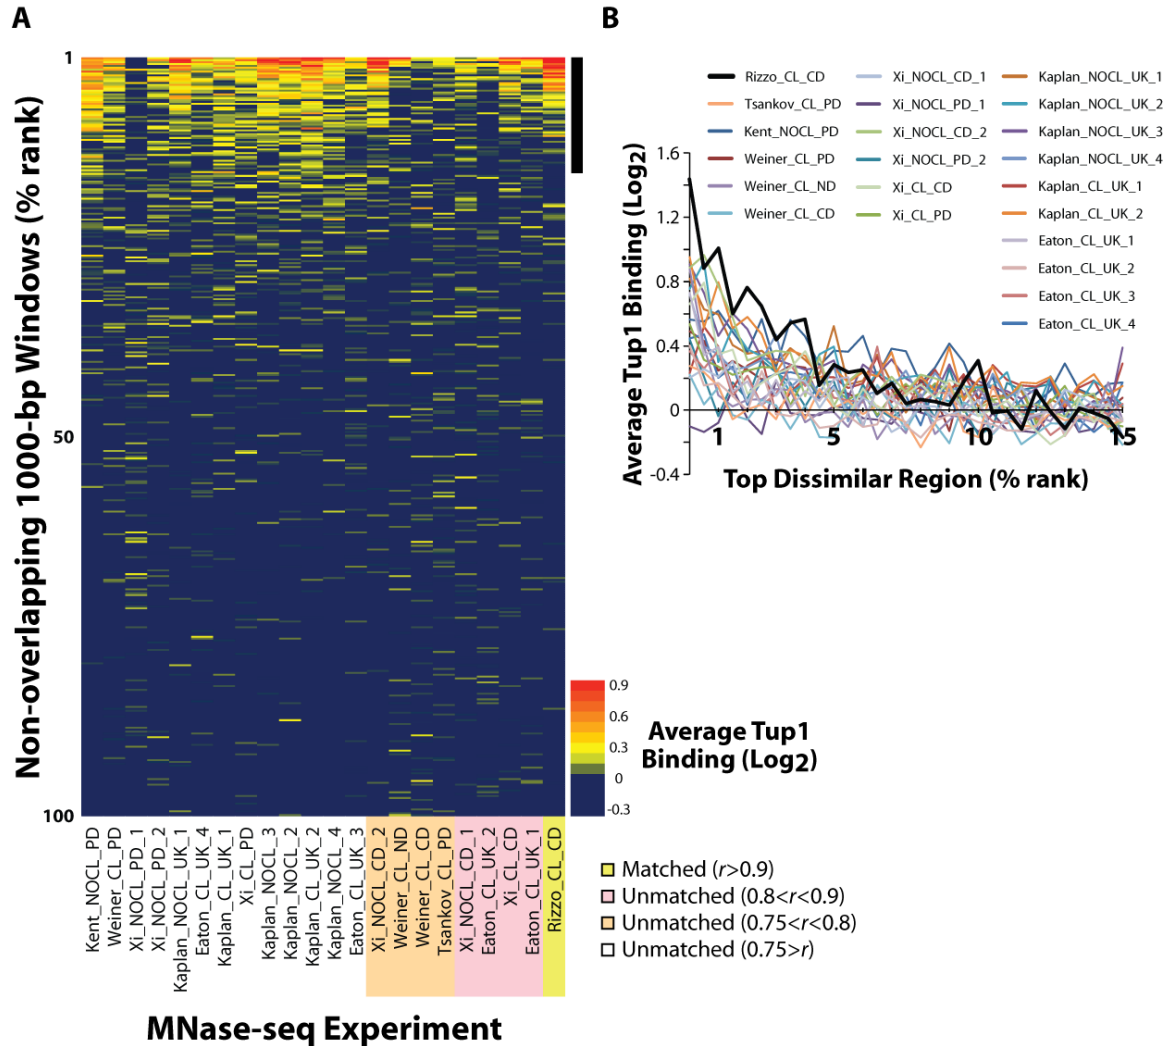 A
Non-overlapping 1000-bp Windows (% rank)
1
50
100
0.9
0.6
0.3
0
-0.3
Average Tup1
Binding (Log2)
Kent_NOCL_PD
Weiner_CL_PD
Xi_NOCL_PD_1
Xi_NOCL_PD_2
Kaplan_NOCL_UK_1
Eaton_CL_UK_4
Kaplan_CL_UK_1
Xi_CL_PD
Kaplan_NOCL_3
Kaplan_NOCL_2
Kaplan_CL_UK_2
Kaplan_NOCL_4
Eaton_CL_UK_3
Xi_NOCL_CD_2
Weiner_CL_ND
Weiner_CL_CD
Tsankov_CL_PD
Xi_NOCL_CD_1
Eaton_CL_UK_2
Xi_CL_CD
Eaton_CL_UK_1
Rizzo_CL_CD
MNase-seq Experiment
Matched (r>0.9)
Unmatched (0.8<r<0.9)
Unmatched (0.75<r<0.8)
Unmatched (0.75>r)
B
Rizzo_CL_CD
Tsankov_CL_PD
Kent_NOCL_PD
Weiner_CL_PD
Weiner_CL_ND
Weiner_CL_CD
Xi_NOCL_CD_1
Xi_NOCL_PD_1
Xi_NOCL_CD_2
Xi_NOCL_PD_2
Xi_CL_CD
Xi_CL_PD
Kaplan_NOCL_UK_1
Kaplan_NOCL_UK_2
Kaplan_NOCL_UK_3
Kaplan_NOCL_UK_4
Kaplan_CL_UK_1
Kaplan_CL_UK_2
Eaton_CL_UK_1
Eaton_CL_UK_2
Eaton_CL_UK_3
Eaton_CL_UK_4
Average Tup1 Binding (Log2)
1.6
1.2
0.8
0.4
0
-0.4
1
5
10
15
Top Dissimilar Region (% rank)